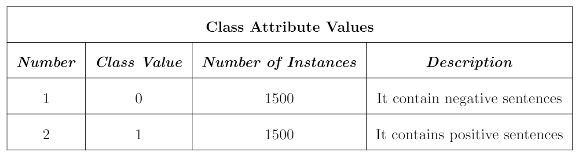 Class Attribute Values
Number Class Value Number of Instances Description
1 0 1500 It contain negative sentences
2 1 1500 It contains positive sentences